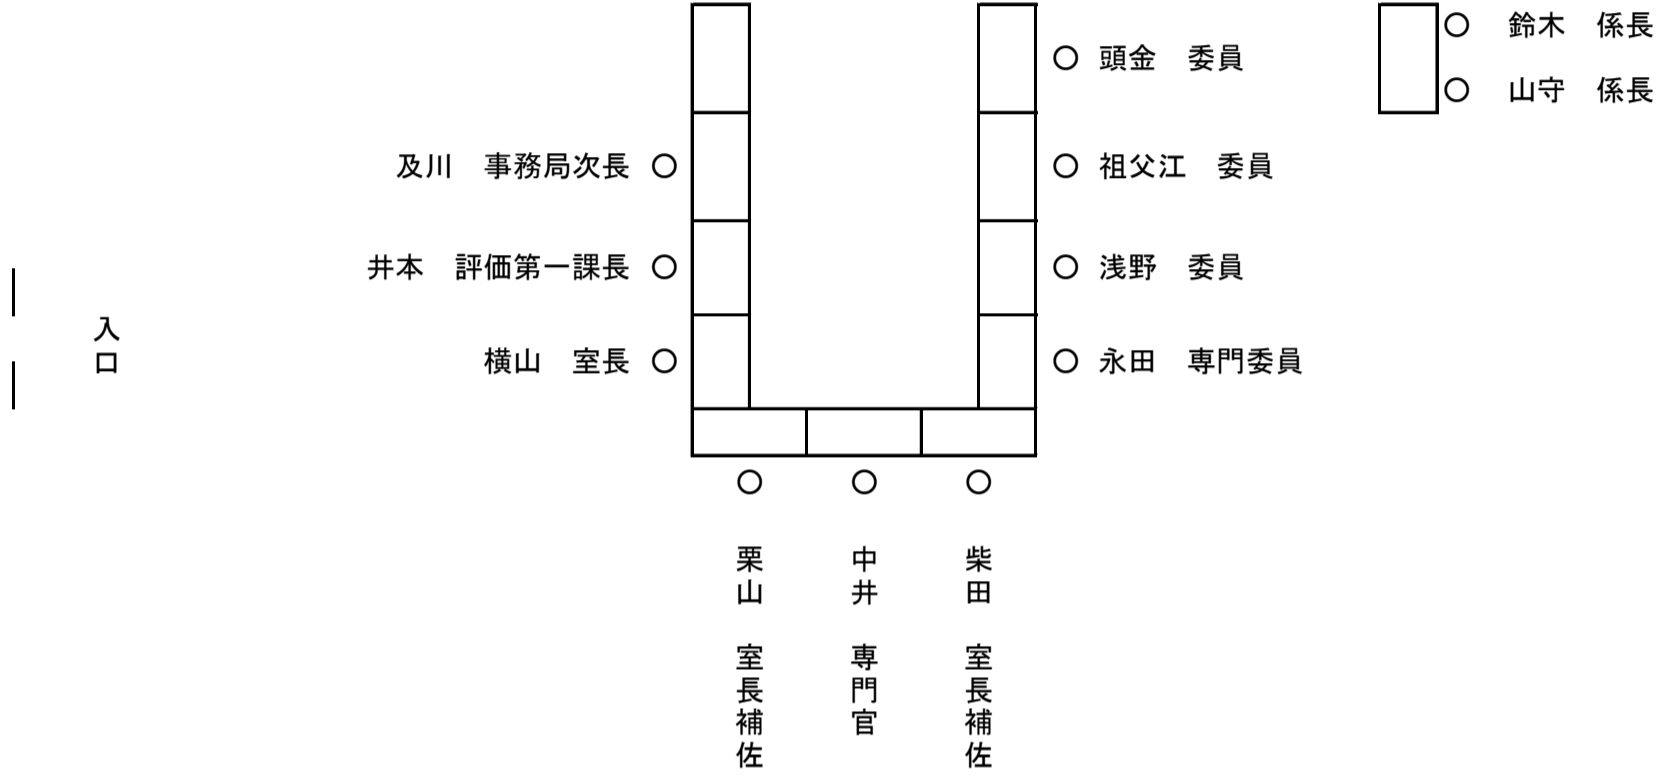 鈴木　係長
頭金　委員
山守　係長
及川　事務局次長
祖父江　委員
井本　評価第一課長
浅野　委員
入口
横山　室長
永田　専門委員
栗山　室長補佐
中井　専門官
柴田　室長補佐